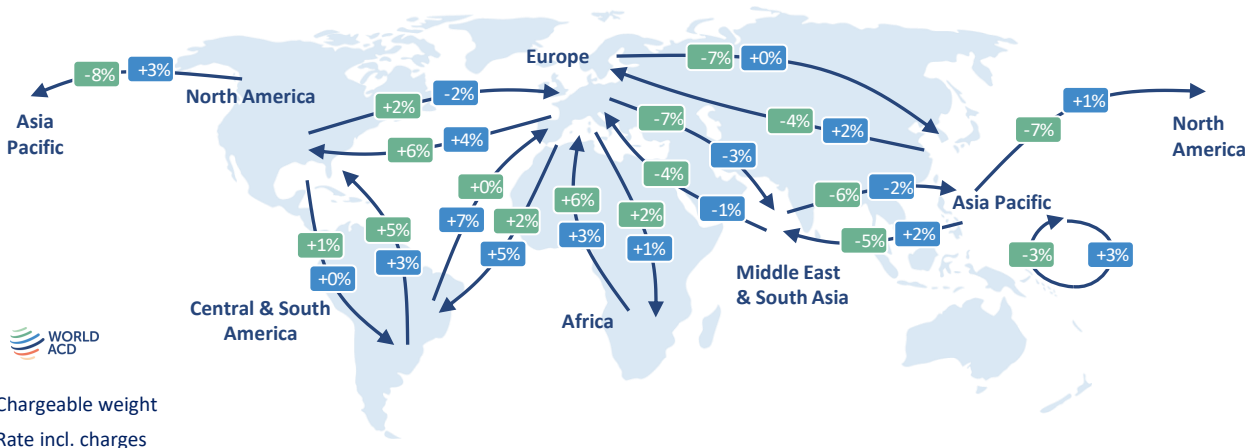 Europe
-7%
+0%
-8%
+3%
North America
Asia
Pacific
+2%
-2%
+6%
+4%
-7%
-3%
-4%
+2%
-7%
+1%
North
America
+0%
+7%
-4%
-1%
-6%
-2%
Asia Pacific
+6%
+3%
+2%
+5%
+2%
+1%
-5%
+2%
+1%
+0%
+5%
+3%
-3%
+3%
Middle East
& South Asia
Central & South
America
Africa
WORLD
ACD
Chargeable weight
Rate incl. charges